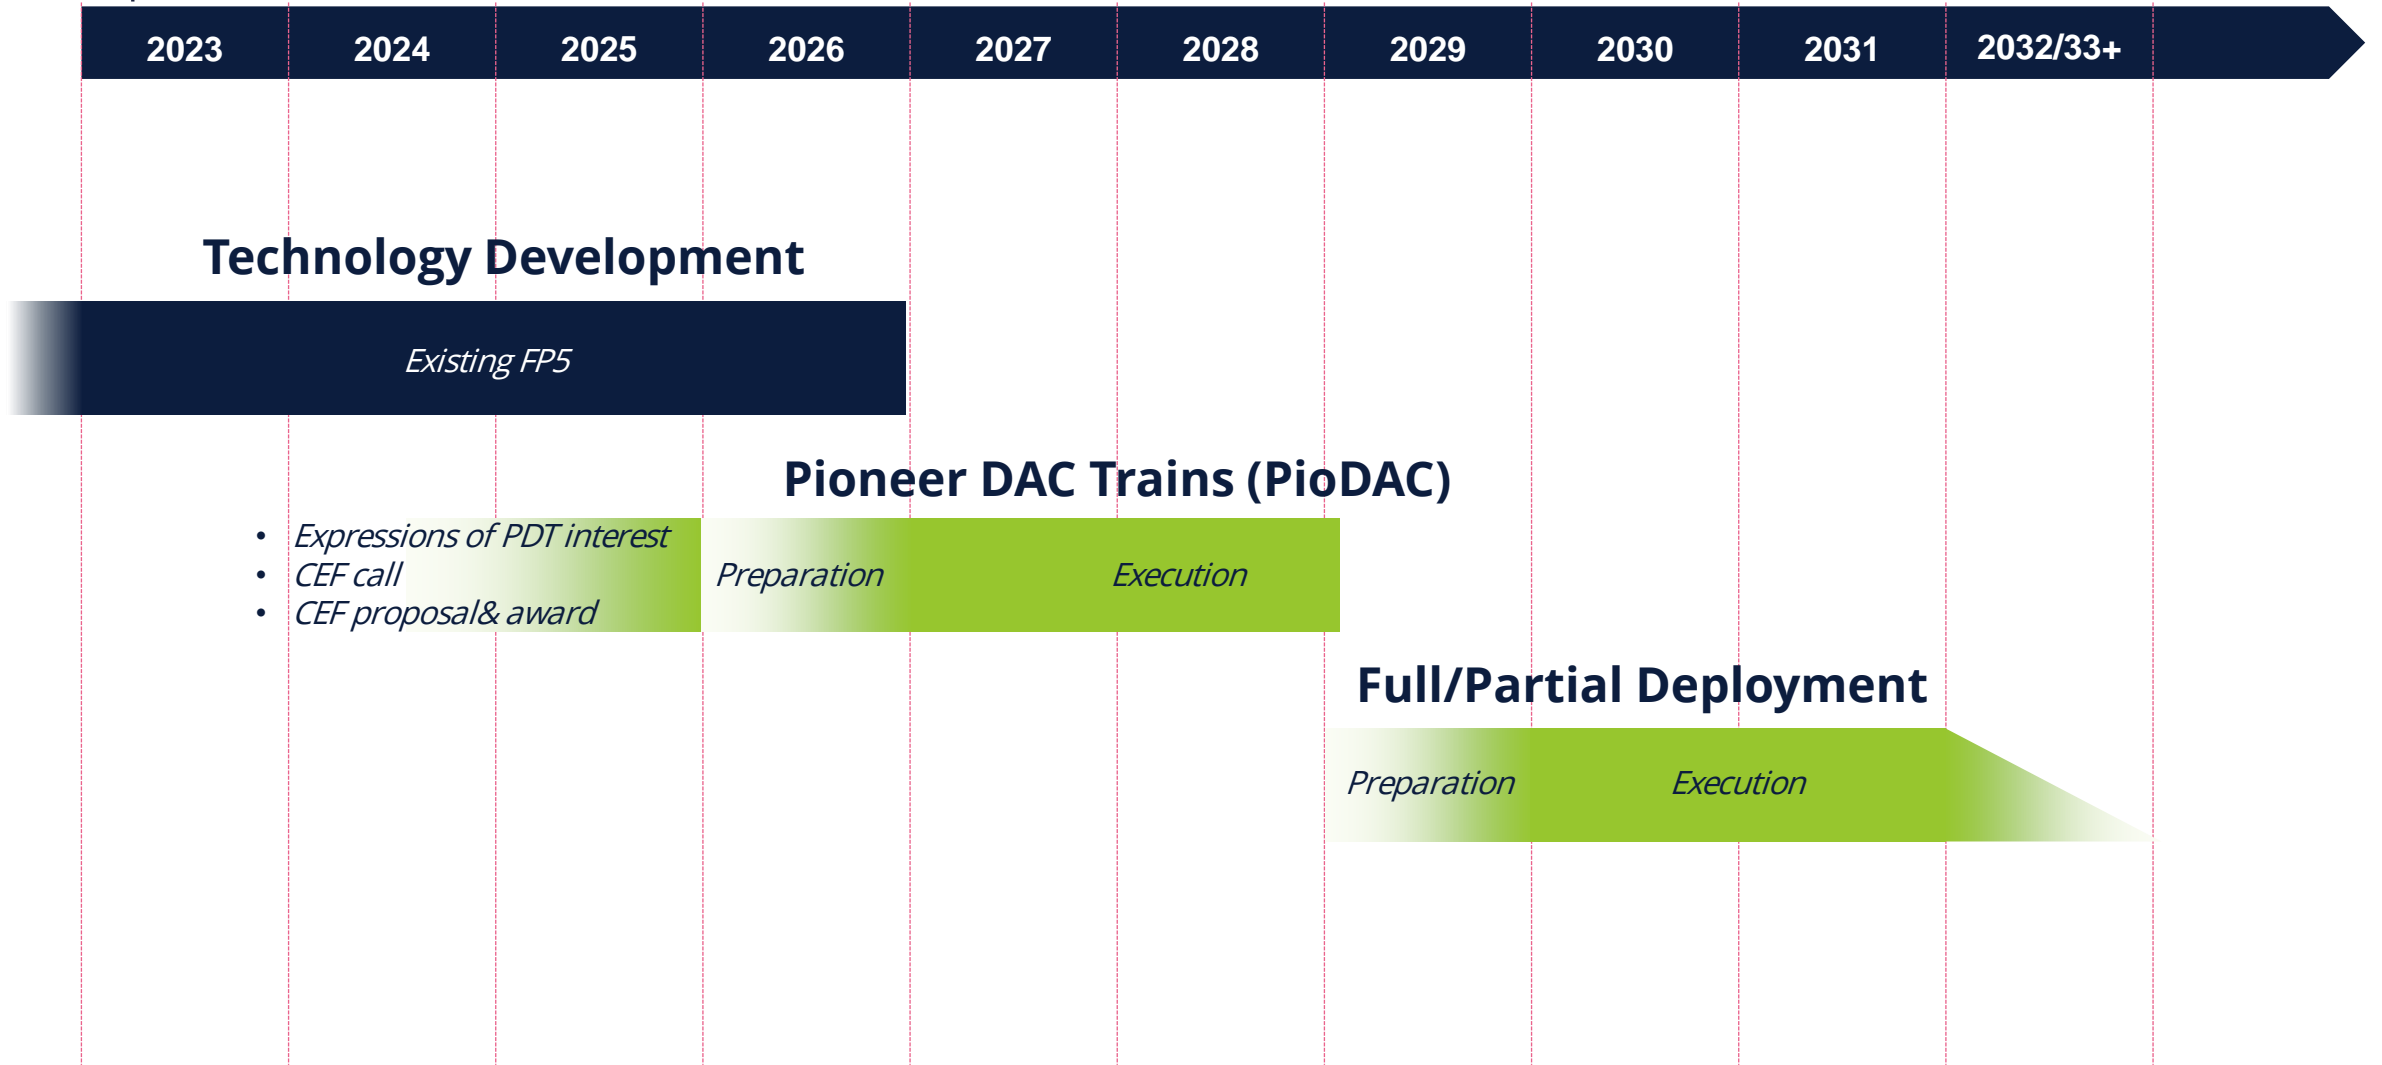 2023 2024 2025 2026 2027 2028 2029 2030 2031 2032/33+
Technology Development
Existing FP5
Pioneer DAC Trains (PioDAC)
• Expressions of PDT interest
• CEF call
• CEF proposal& award
Preparation
Execution
Full/Partial Deployment
Preparation
Execution